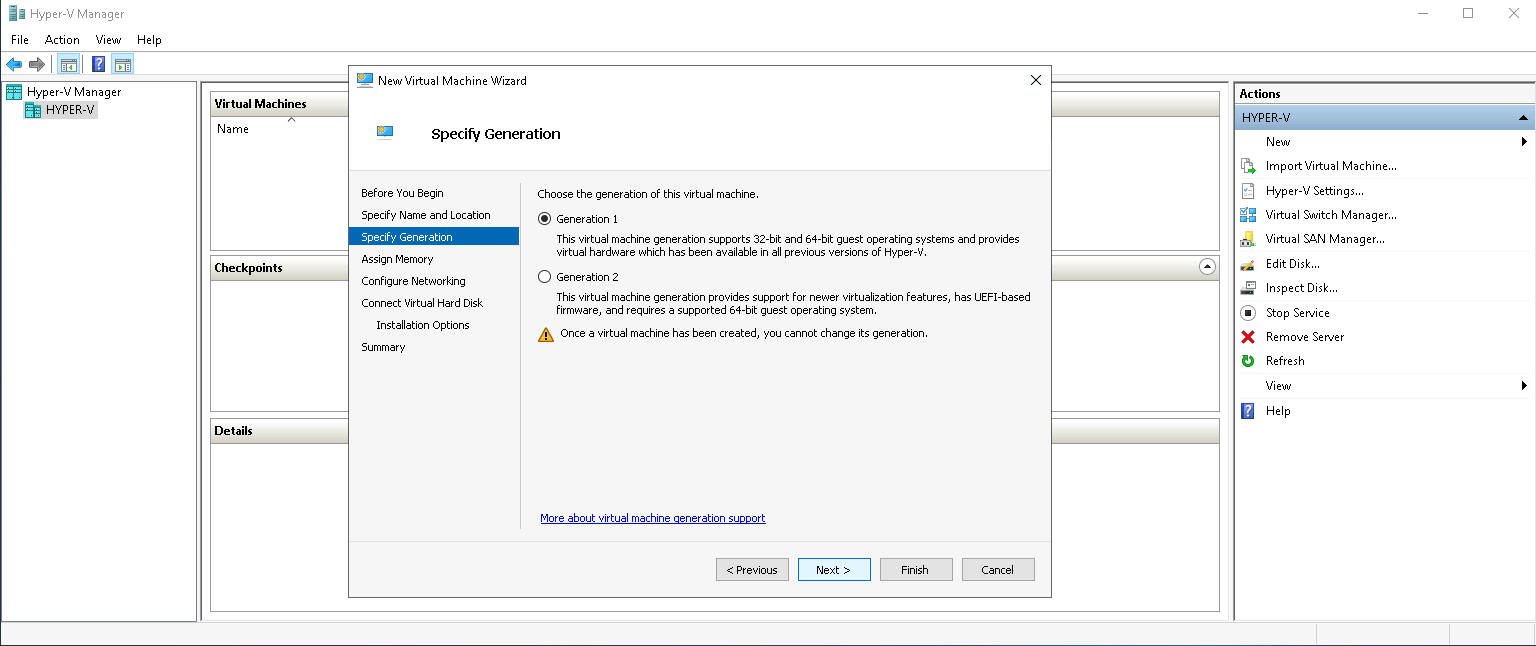 Hyper-V Manager
File Action View Help
Hyper-V Manager
HYPER-V
Virtual Machines
Name
Checkpoints
Details
New Virtual Machine Wizard
Specify Generation
Before You Begin
Specify Name and Location
Specify Generation
Assign Memory
Configure Networking
Connect Virtual Hard Disk
Installation Options
Summary
Choose the generation of this virtual machine.
Generation 1
This virtual machine generation supports 32-bit and 64-bit guest operating systems and provides
virtual hardware which has been available in all previous versions of Hyper-V.
Generation 2
This virtual machine generation provides support for newer virtualization features, has UEFI-based
firmware, and requires a supported 64-bit guest operating system.
Once a virtual machine has been created, you cannot change its generation.
More about virtual machine generation support
< Previous Next > Finish Cancel
Actions
HYPER-V
New
Import Virtual Machine...
Hyper-V Settings...
Virtual Switch Manager...
Virtual SAN Manager...
Edit Disk...
Inspect Disk...
Stop Service
Remove Server
Refresh
View
Help